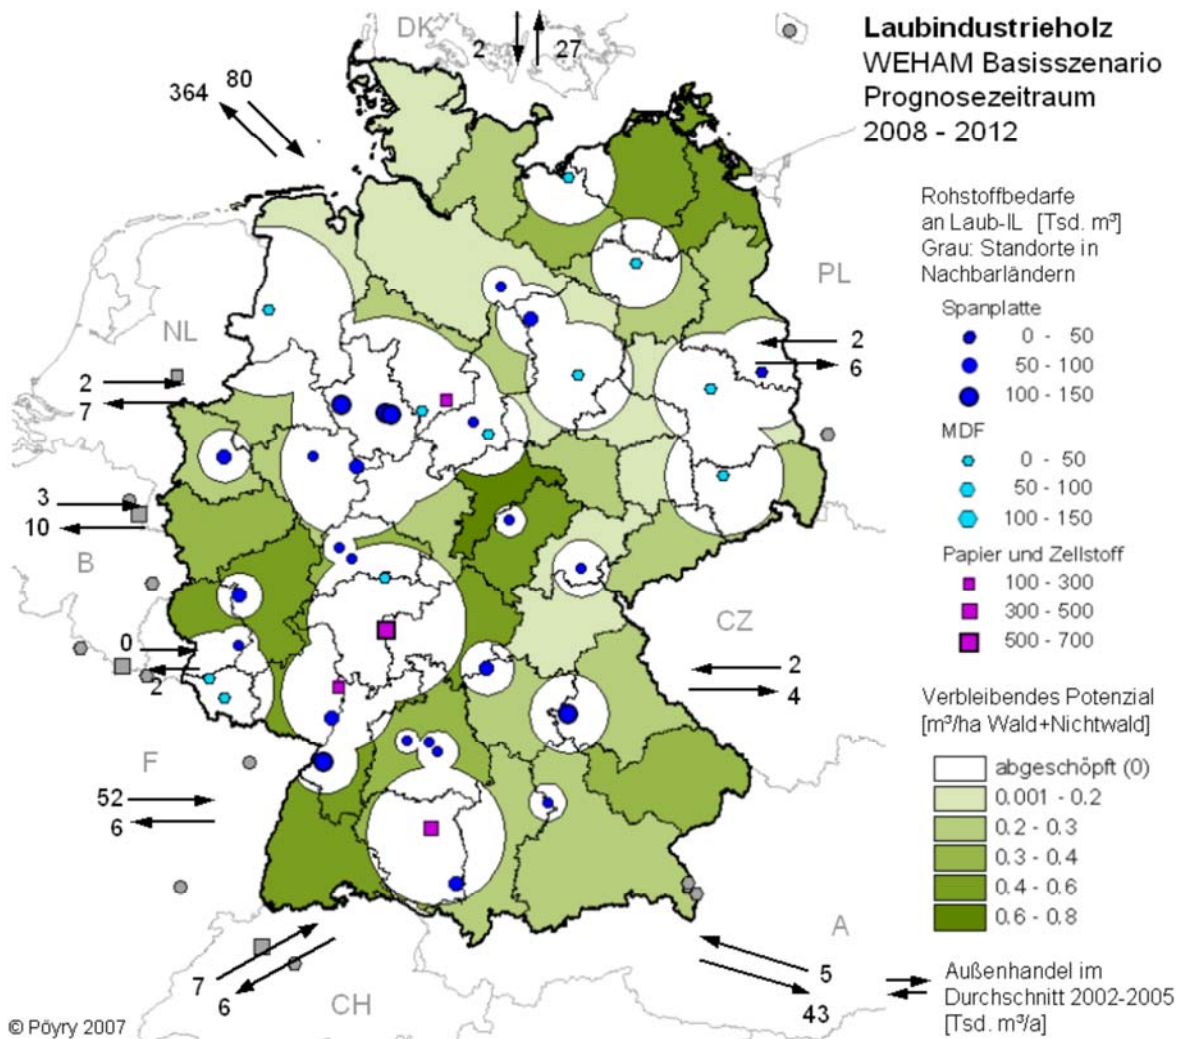 Laubindustrieholz
WEHAM Basisszenario
Prognosezeitraum
2008 - 2012
Rohstoffbedarfe
an Laub-IL [Tsd. m³]
Grau: Standorte in
Nachbarländern
Spanplatte
0 - 50
50 - 100
100 - 150
MDF
0 - 50
50 - 100
100 - 150
Papier und Zellstoff
100 - 300
300 - 500
500 - 700
Verbleibendes Potenzial
[m³/ha Wald+Nichtwald]
abgeschöpft (0)
0.001 - 0.2
0.2 - 0.3
0.3 - 0.4
0.4 - 0.6
0.6 - 0.8
Außenhandel im
Durchschnitt 2002-2005
[Tsd. m³/a]
DK
2
27
80
364
PL
2
6
NL
2
7
3
10
B
0
2
CZ
2
4
F
52
6
A
5
43
7
6
CH
© Pöyry 2007